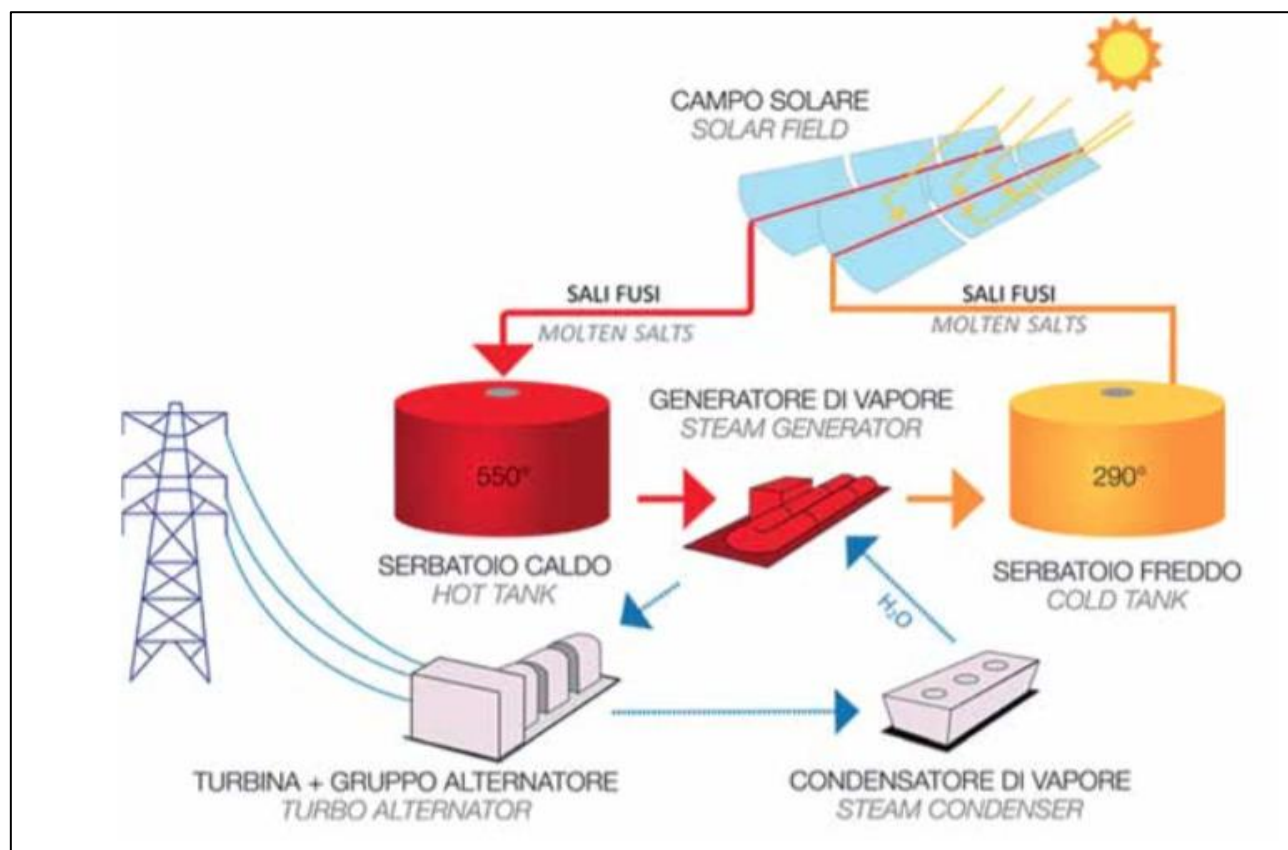 CAMPO SOLARE
SOLAR FIELD
SALI FUSI
MOLTEN SALTS
SALI FUSI
MOLTEN SALTS
GENERATORE DI VAPORE
STEAM GENERATOR
550°
290°
SERBATOIO CALDO
HOT TANK
SERBATOIO FREDDO
COLD TANK
H₂O
TURBINA + GRUPPO ALTERNATORE
TURBO ALTERNATOR
CONDENSATORE DI VAPORE
STEAM CONDENSER